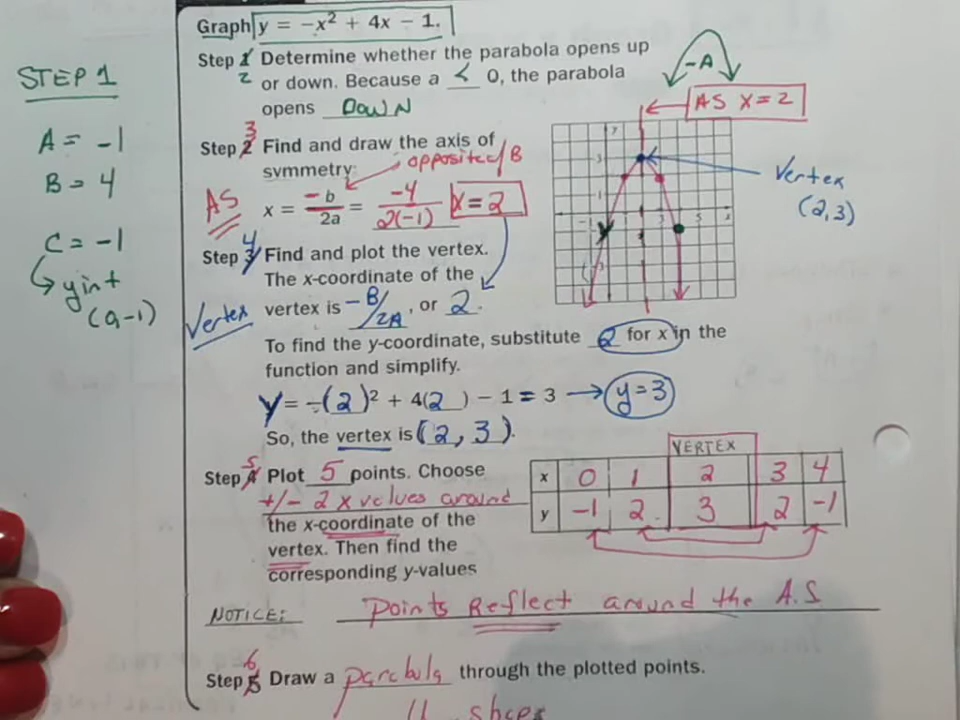 Graph y = -x² + 4x - 1.
STEP 1
A = -1
B = 4
C = -1
yint
(0,-1)
Step 2 Determine whether the parabola opens up
or down. Because a < 0, the parabola
opens DOWN
-A
AS X = 2
Step 3 Find and draw the axis of
symmetry:
opposite of B
AS
x = -b/2a = -4/2(-1) X = 2
Vertex
(2,3)
Step 4 Find and plot the vertex.
The x-coordinate of the
Vertex
vertex is -B/2A, or 2.
To find the y-coordinate, substitute 2 for x in the
function and simplify.
y = -(2)² + 4(2) - 1 = 3 → y=3
So, the vertex is (2, 3).
VERTEX
Step 5 Plot 5 points. Choose
+/- 2 x values around
the x-coordinate of the
vertex. Then find the
corresponding y-values
x 0 1 2 3 4
y -1 2 3 2 -1
NOTICE: points Reflect around the A.S
Step 6 Draw a parabola through the plotted points.